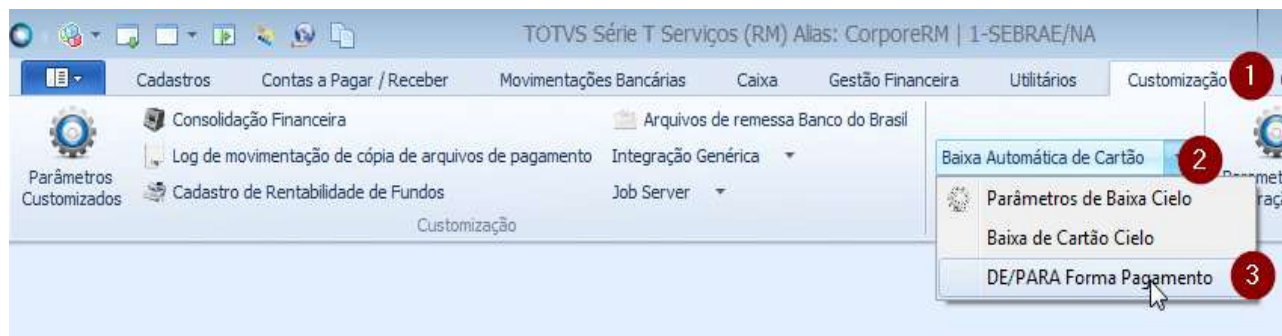 TOTVS Série T Serviços (RM) Alias: CorporeRM | 1-SEBRAE/NA
Cadastros Contas a Pagar / Receber Movimentações Bancárias Caixa Gestão Financeira Utilitários Customização 1
Consolidação Financeira Arquivos de remessa Banco do Brasil
Log de movimentação de cópia de arquivos de pagamento Integração Genérica Baixa Automática de Cartão 2
Parâmetros Customizados
Cadastro de Rentabilidade de Fundos Job Server
Customização
Parâmetros de Baixa Cielo
Baixa de Cartão Cielo
DE/PARA Forma Pagamento 3